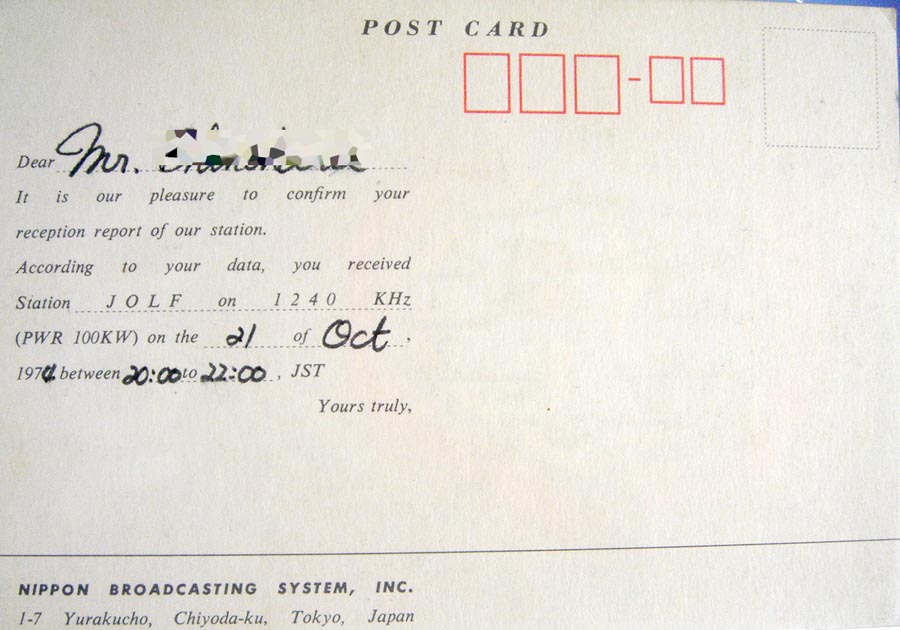 POST CARD
Dear Mr.
It is our pleasure to confirm your
reception report of our station.
According to your data, you received
Station JOLF on 1240 KHz
(PWR 100KW) on the 21 of Oct,
1974 between 20:00 to 22:00, JST
Yours truly,
NIPPON BROADCASTING SYSTEM, INC.
1-7 Yurakucho, Chiyoda-ku, Tokyo, Japan